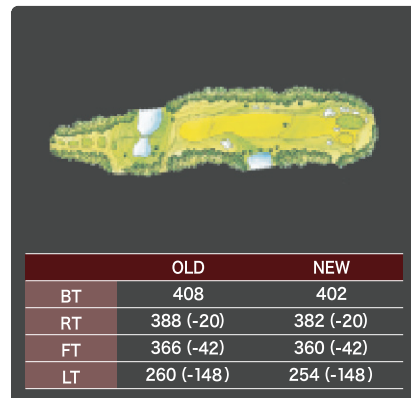 OLD NEW
BT 408 402
RT 388 (-20) 382 (-20)
FT 366 (-42) 360 (-42)
LT 260 (-148) 254 (-148)